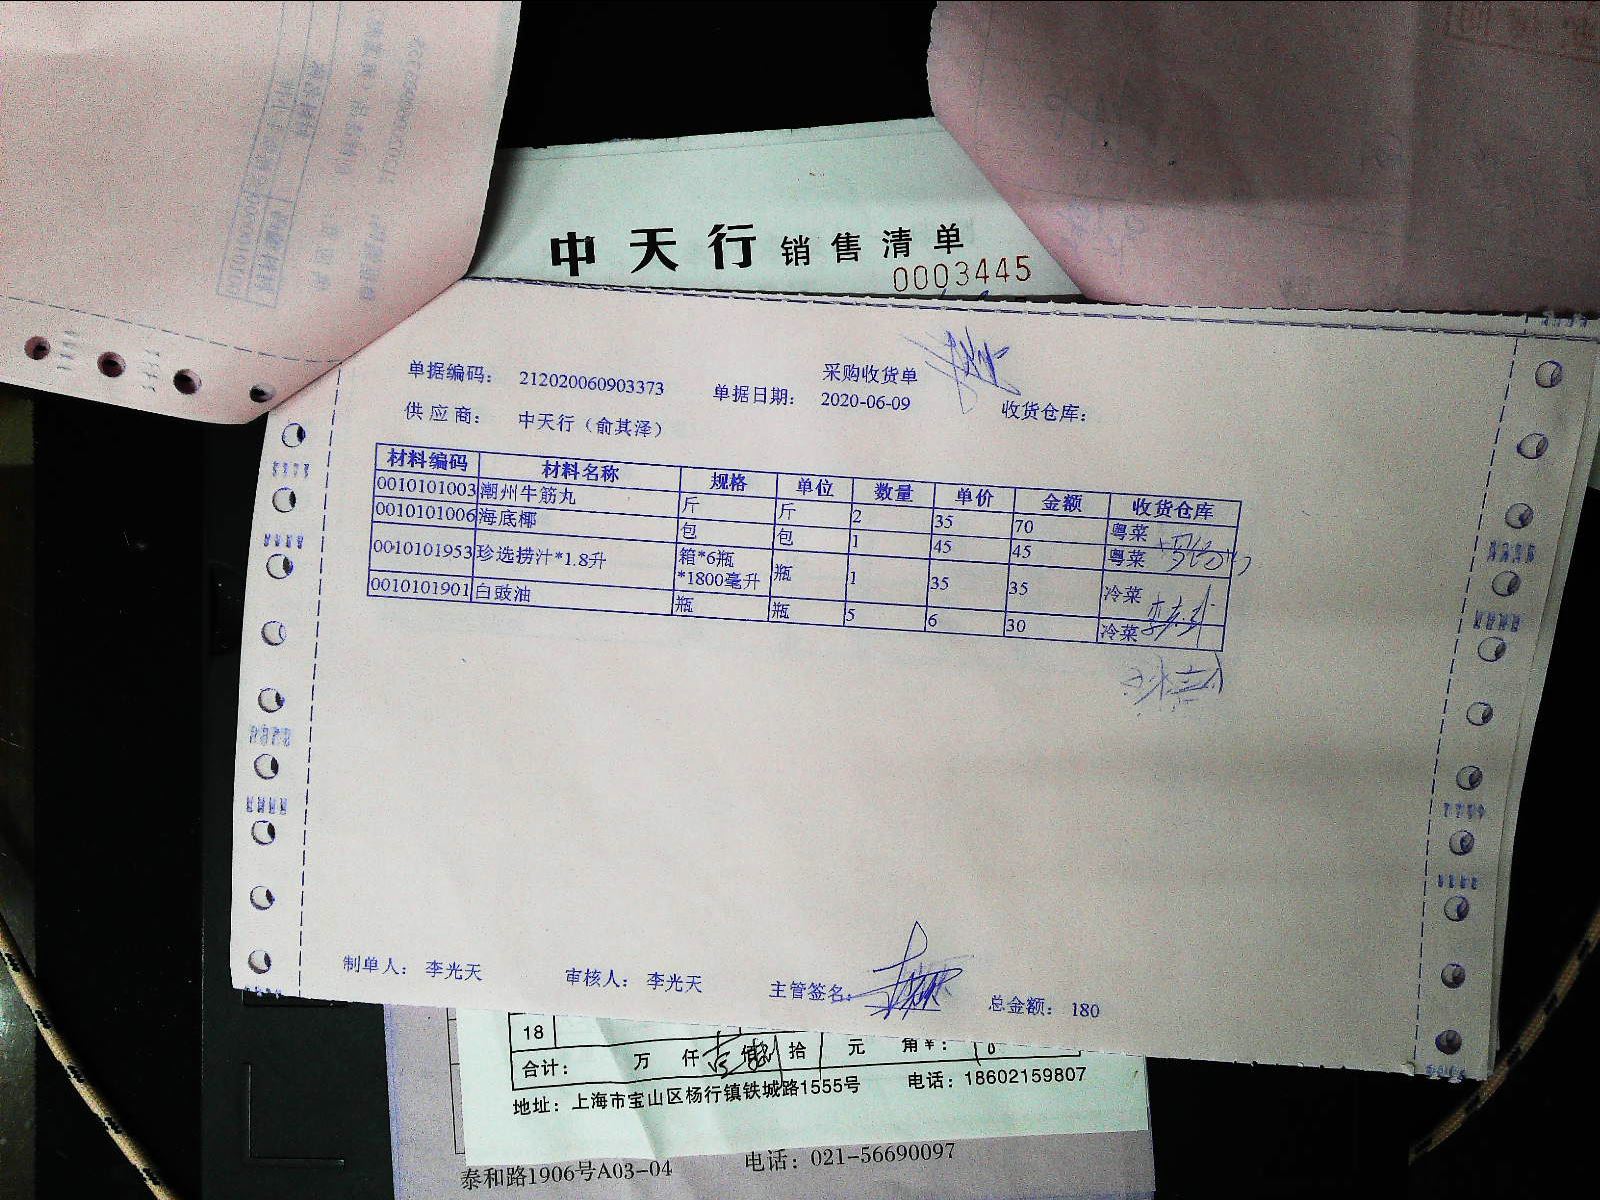 中天行销售清单
0003445
采购收货单
单据编码： 212020060903373 单据日期： 2020-06-09 收货仓库：
供应商： 中天行（俞其泽）
材料编码 材料名称 规格 单位 数量 单价 金额 收货仓库
0010101003 潮州牛筋丸 斤 斤 2 35 70 粤菜
0010101006 海底椰 包 包 1 45 45 粤菜
0010101953 珍选捞汁*1.8升 箱*6瓶 *1800毫升 瓶 1 35 35 冷菜
0010101901 白豉油 瓶 瓶 5 6 30 冷菜
制单人： 李光天 审核人： 李光天 主管签名： 总金额： 180
18
合计： 万 仟 佰 拾 元 角￥：
地址：上海市宝山区杨行镇铁城路1555号 电话：18602159807
泰和路1906号A03-04 电话：021-56690097